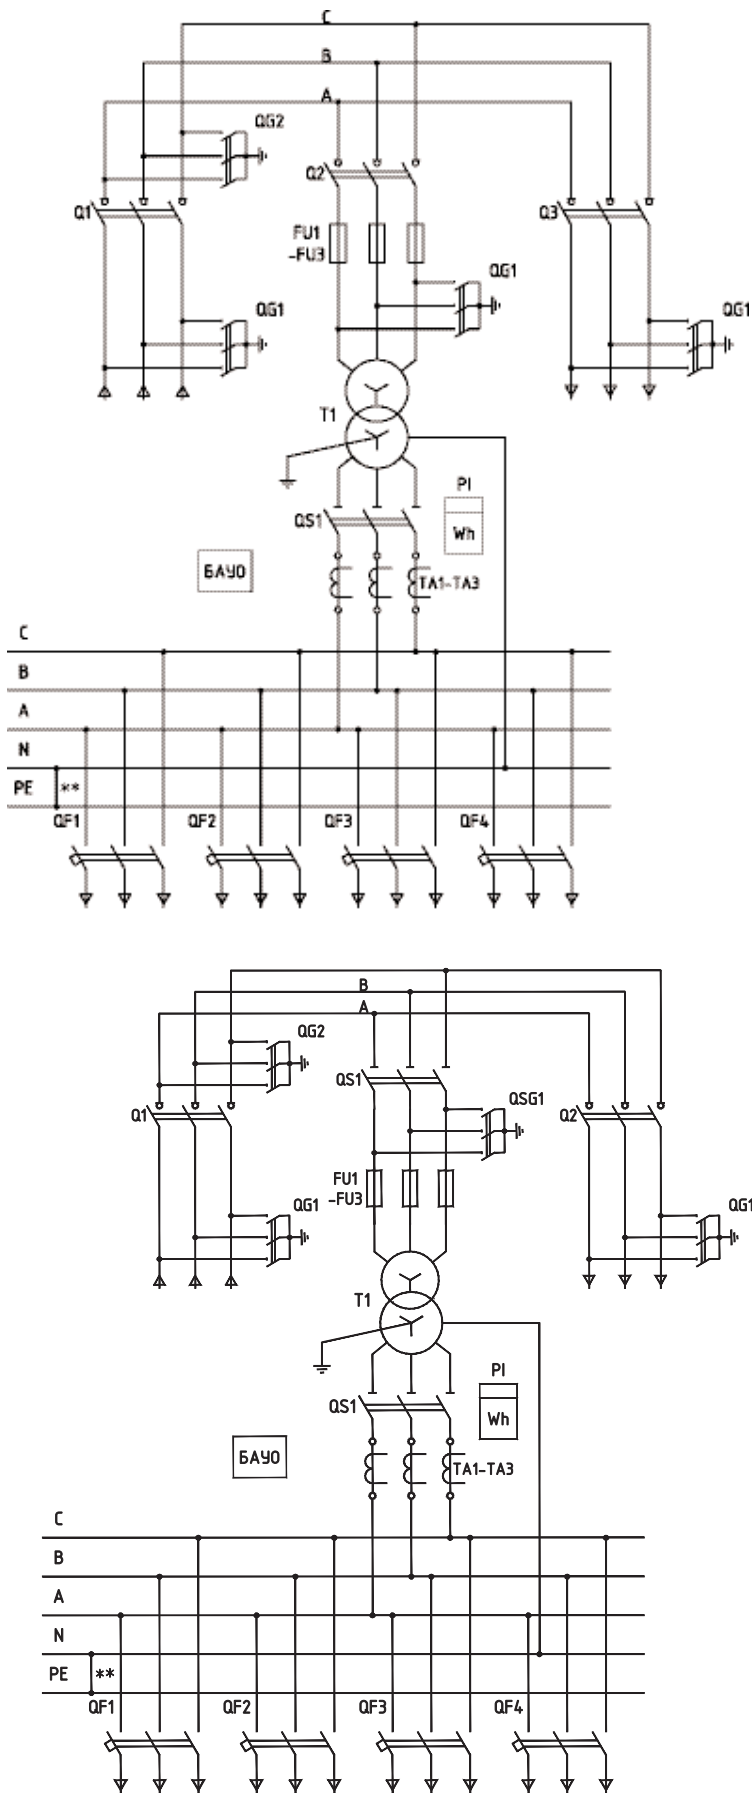 C
B
A
QG2
Q2
Q1
Q3
FU1
-FU3
QG1
QG1
QG1
T1
PI
QS1
Wh
БАУО
TA1-TA3
C
B
A
N
PE
**
QF1
QF2
QF3
QF4
B
A
QG2
QS1
QSG1
Q1
Q2
FU1
-FU3
QG1
QG1
T1
PI
QS1
Wh
БАУО
TA1-TA3
C
B
A
N
PE
**
QF1
QF2
QF3
QF4